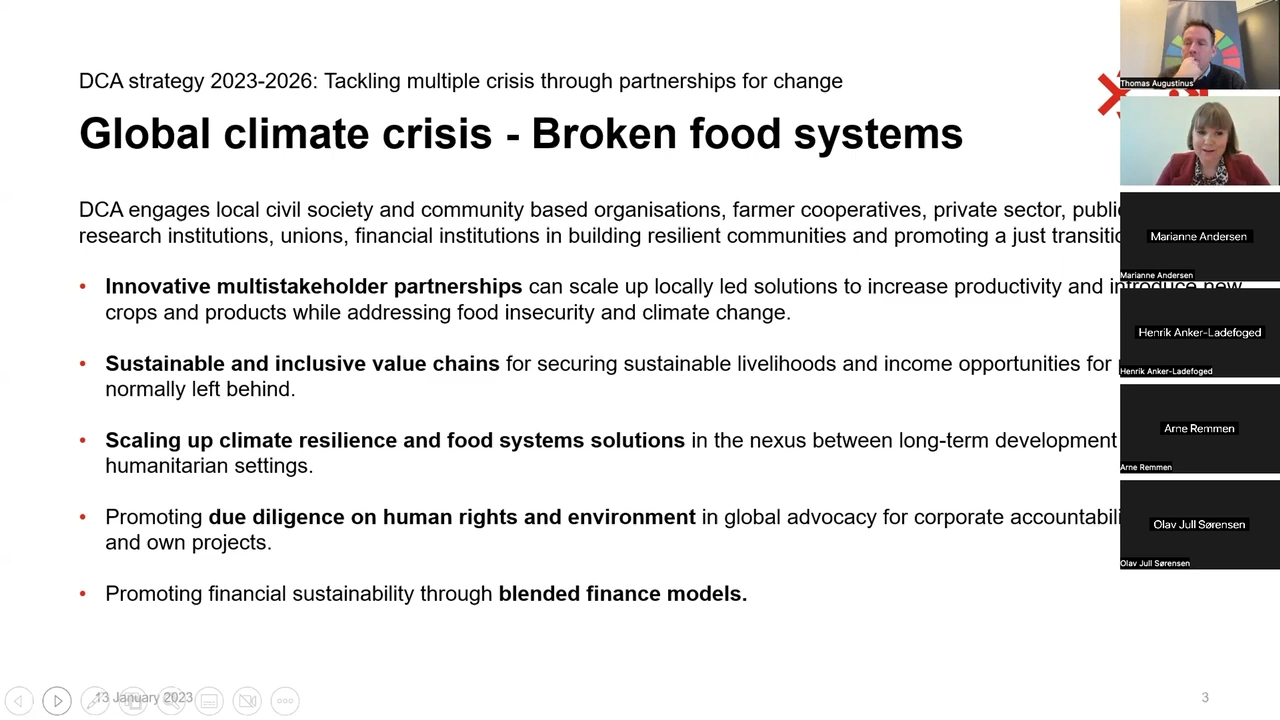 DCA strategy 2023-2026: Tackling multiple crisis through partnerships for change
Global climate crisis - Broken food systems
DCA engages local civil society and community based organisations, farmer cooperatives, private sector,
research institutions, unions, financial institutions in building resilient communities and promoting a just
• Innovative multistakeholder partnerships can scale up locally led solutions to increase productivity and introduce new
crops and products while addressing food insecurity and climate change.
• Sustainable and inclusive value chains for securing sustainable livelihoods and income opportunities for
normally left behind.
• Scaling up climate resilience and food systems solutions in the nexus between long-term development
humanitarian settings.
• Promoting due diligence on human rights and environment in global advocacy for corporate
and own projects.
• Promoting financial sustainability through blended finance models.
13 January 2023
3
Thomas Augustinus
Marianne Andersen
Marianne Andersen
Henrik Anker-Ladefoged
Henrik Anker-Ladefoged
Arne Remmen
Arne Remmen
Olav Jull Sørensen
Olav Jull Sørensen